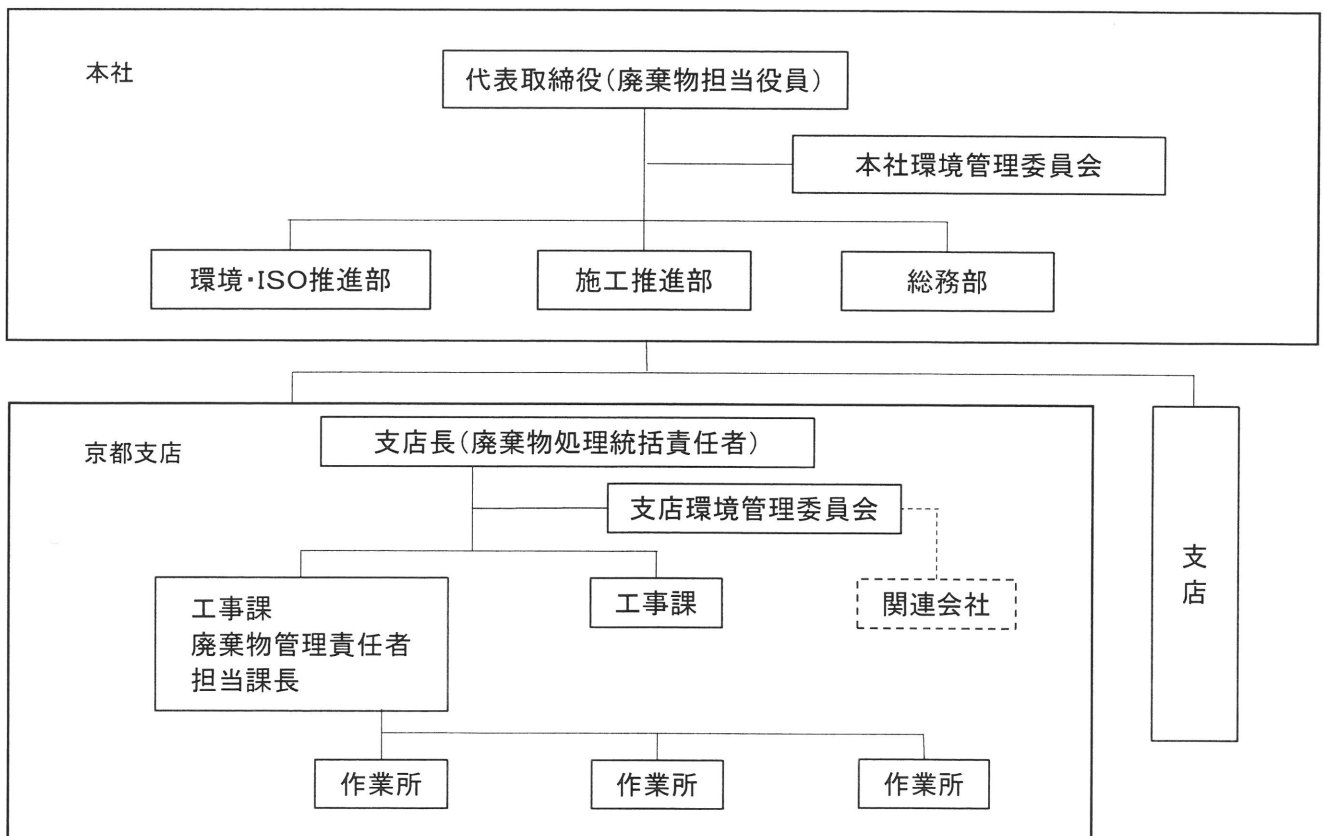 本社
代表取締役(廃棄物担当役員)
本社環境管理委員会
環境・ISO推進部
施工推進部
総務部
京都支店
支店長(廃棄物処理統括責任者)
支店環境管理委員会
工事課
廃棄物管理責任者
担当課長
工事課
関連会社
支店
作業所
作業所
作業所